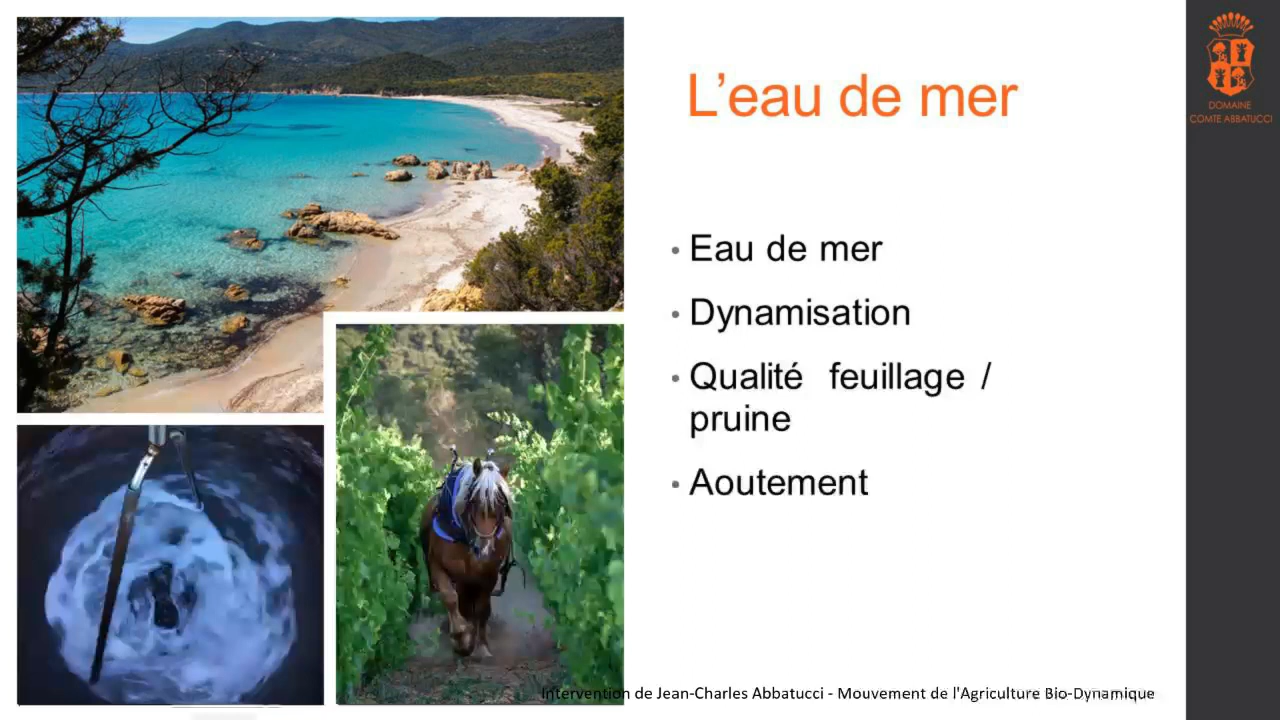 L’eau de mer
DOMAINE
COMTE ABBATUCCI
• Eau de mer
• Dynamisation
• Qualité feuillage /
pruine
• Aoutement
Intervention de Jean-Charles Abbatucci - Mouvement de l'Agriculture Bio-Dynamique